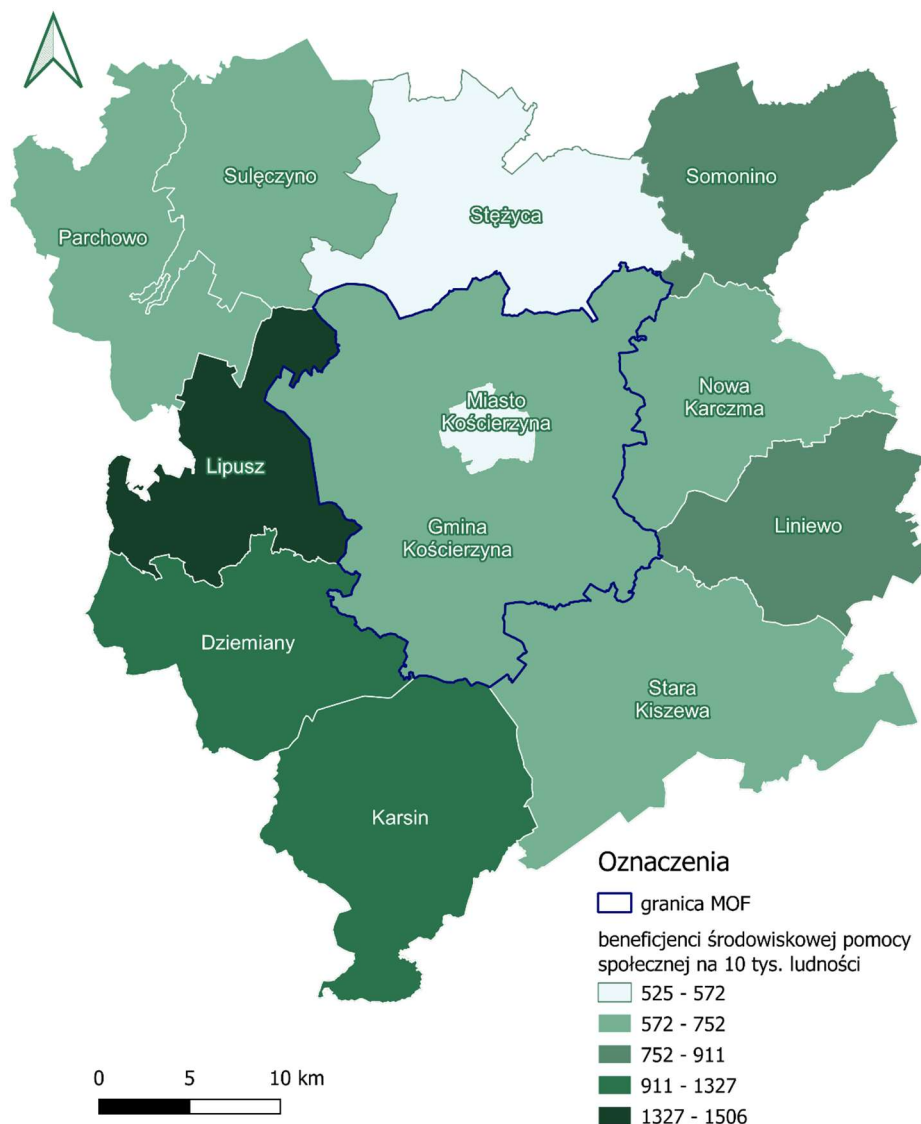 Sulęczyno
Somonino
Stężyca
Parchowo
Nowa
Karczma
Miasto
Kościerzyna
Lipusz
Liniewo
Gmina
Kościerzyna
Dziemiany
Stara
Kiszewa
Karsin
Oznaczenia
granica MOF
beneficjenci środowiskowej pomocy
społecznej na 10 tys. ludności
525 - 572
572 - 752
752 - 911
911 - 1327
1327 - 1506
0 5 10 km